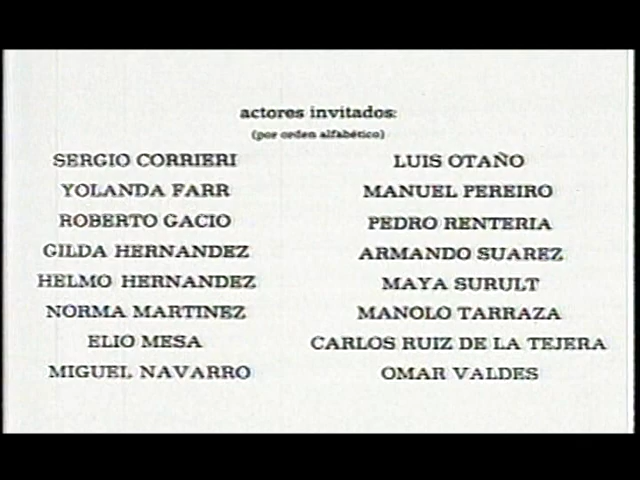 actores invitados:
(por orden alfabético)
SERGIO CORRIERI
YOLANDA FARR
ROBERTO GACIO
GILDA HERNANDEZ
HELMO HERNANDEZ
NORMA MARTINEZ
ELIO MESA
MIGUEL NAVARRO
LUIS OTAÑO
MANUEL PEREIRO
PEDRO RENTERIA
ARMANDO SUAREZ
MAYA SURULT
MANOLO TARRAZA
CARLOS RUIZ DE LA TEJERA
OMAR VALDES